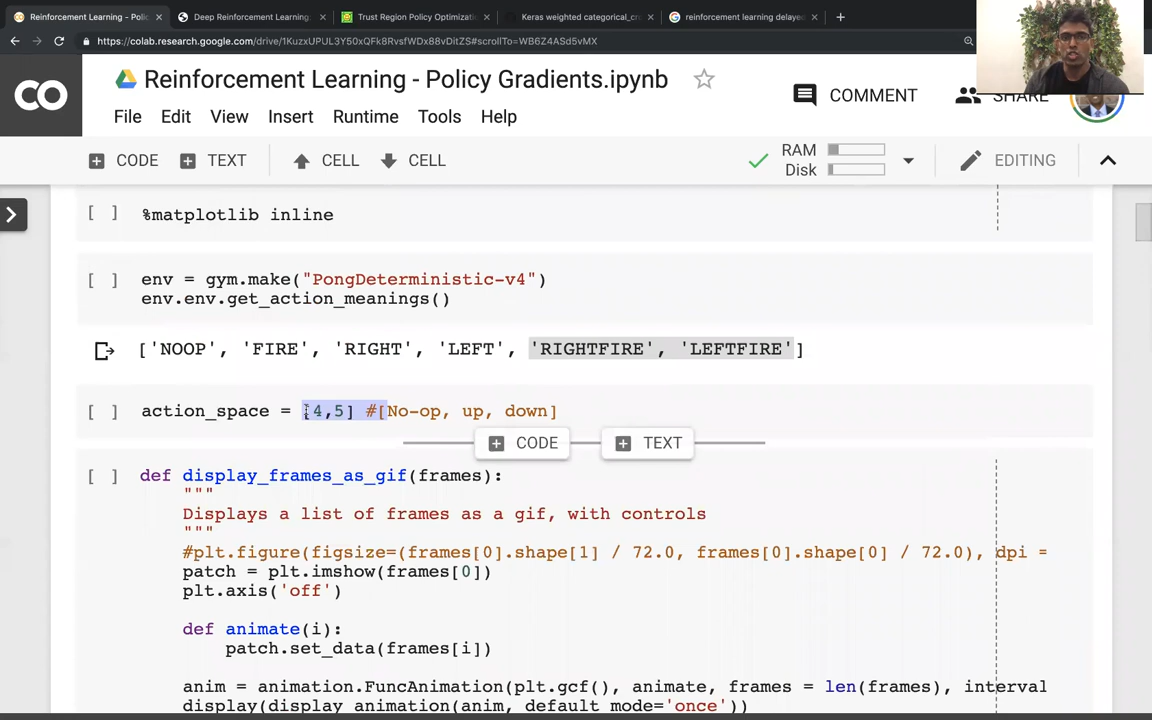 Reinforcement Learning - Polic
Deep Reinforcement Learning:
Trust Region Policy Optimizati
Keras weighted categorical_cr
reinforcement learning delayed
https://colab.research.google.com/drive/1KuzxUPUL3Y50xQFk8RvsfWDx88vDitZS#scrollTo=WB6Z4ASd5vMX
CO
Reinforcement Learning - Policy Gradients.ipynb
COMMENT
SHARE
File Edit View Insert Runtime Tools Help
CODE TEXT CELL CELL
RAM
Disk
EDITING
[ ] %matplotlib inline
[ ] env = gym.make("PongDeterministic-v4")
env.env.get_action_meanings()
['NOOP', 'FIRE', 'RIGHT', 'LEFT', 'RIGHTFIRE', 'LEFTFIRE']
[ ] action_space = [4,5] #[No-op, up, down]
CODE TEXT
[ ] def display_frames_as_gif(frames):
"""
Displays a list of frames as a gif, with controls
"""
#plt.figure(figsize=(frames[0].shape[1] / 72.0, frames[0].shape[0] / 72.0), dpi =
patch = plt.imshow(frames[0])
plt.axis('off')
def animate(i):
patch.set_data(frames[i])
anim = animation.FuncAnimation(plt.gcf(), animate, frames = len(frames), interval
display(display_animation(anim, default_mode='once'))